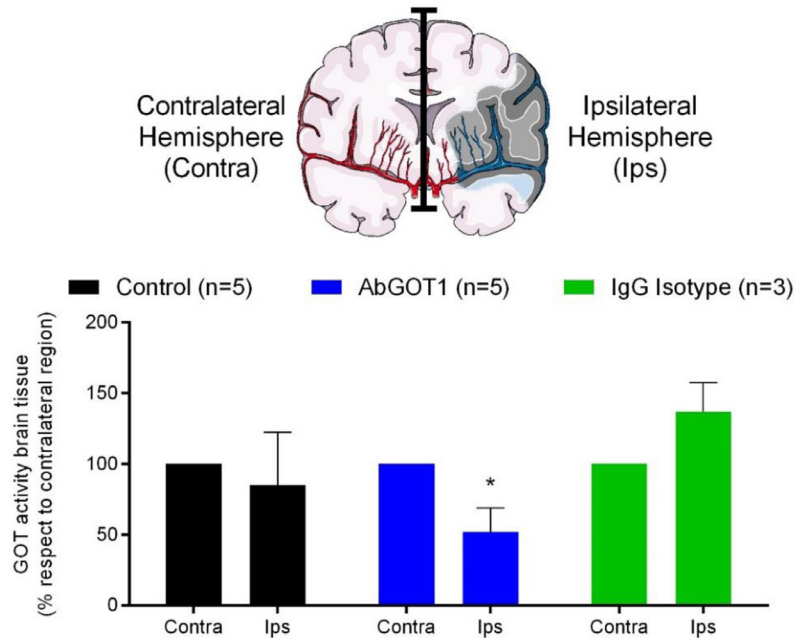 Contralateral
Hemisphere
(Contra)
Ipsilateral
Hemisphere
(Ips)
Control (n=5)
AbGOT1 (n=5)
IgG Isotype (n=3)
GOT activity brain tissue
(% respect to contralateral region)
200
150
100
50
0
*
Contra
Ips
Contra
Ips
Contra
Ips